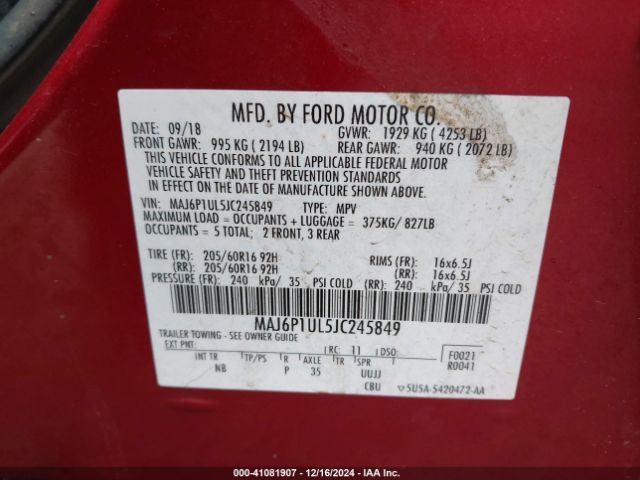 MFD. BY FORD MOTOR CO.
DATE: 09/18 GVWR: 1929 KG ( 4253 LB)
FRONT GAWR: 995 KG ( 2194 LB) REAR GAWR: 940 KG ( 2072 LB)
THIS VEHICLE CONFORMS TO ALL APPLICABLE FEDERAL MOTOR
VEHICLE SAFETY AND THEFT PREVENTION STANDARDS
IN EFFECT ON THE DATE OF MANUFACTURE SHOWN ABOVE.
VIN: MAJ6P1UL5JC245849 TYPE: MPV
MAXIMUM LOAD = OCCUPANTS + LUGGAGE = 375KG/ 827LB
OCCUPANTS = 5 TOTAL; 2 FRONT, 3 REAR
TIRE (FR): 205/60R16 92H RIMS (FR): 16x6.5J
(RR): 205/60R16 92H (RR): 16x6.5J
PRESSURE (FR): 240 kPa/ 35 PSI COLD (RR): 240 kPa/ 35 PSI COLD
MAJ6P1UL5JC245849
TRAILER TOWING - SEE OWNER GUIDE
EXT PNT: RC: 11 DSO: F0021
R0041
INT TR TP/PS R AXLE TR SPR
NB P 35 UUJJ
CBU 5U5A-5420472-AA
000-41081907 - 12/16/2024 - IAA Inc.